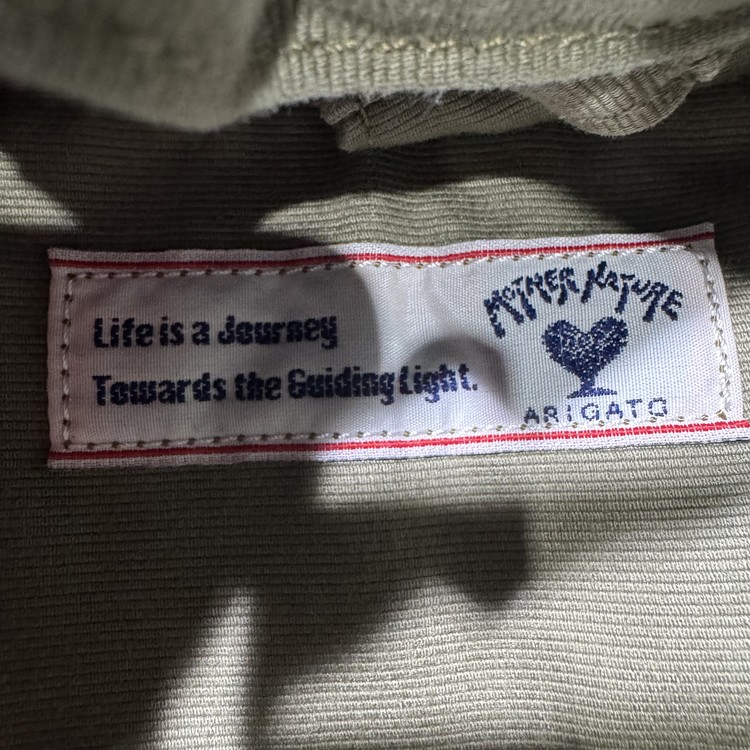 Life is a Journey
Towards the Guiding Light.
MOTHER NATURE
ARIGATO